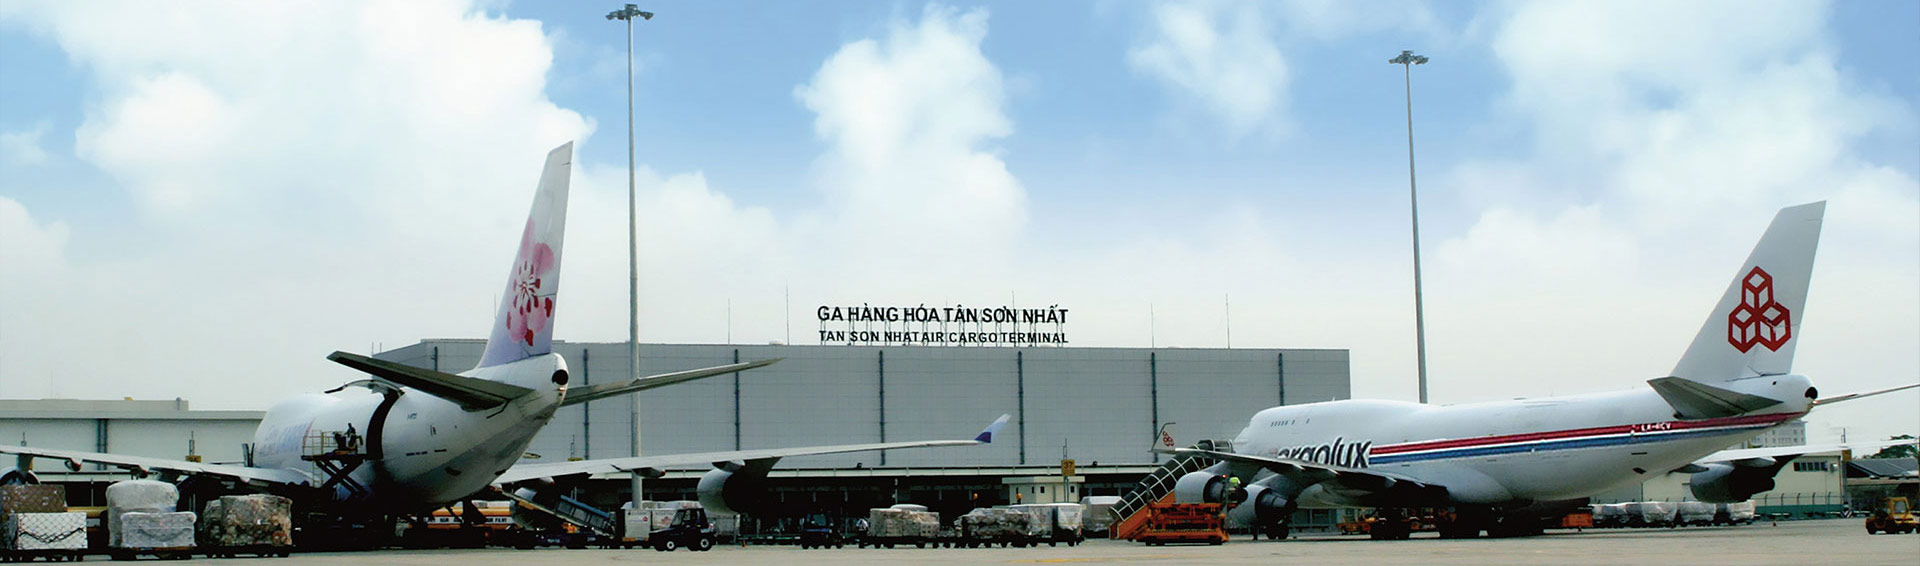 GA HÀNG HÓA TÂN SƠN NHẤT
TAN SON NHAT AIR CARGO TERMINAL
argolux